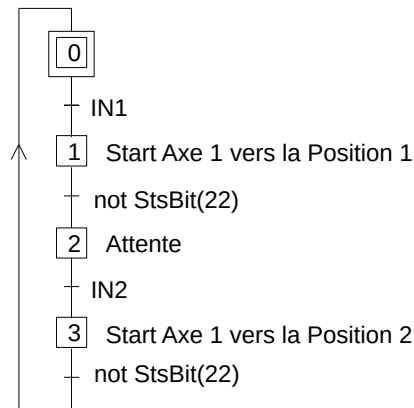 0
IN1
1 Start Axe 1 vers la Position 1
not StsBit(22)
2 Attente
IN2
3 Start Axe 1 vers la Position 2
not StsBit(22)